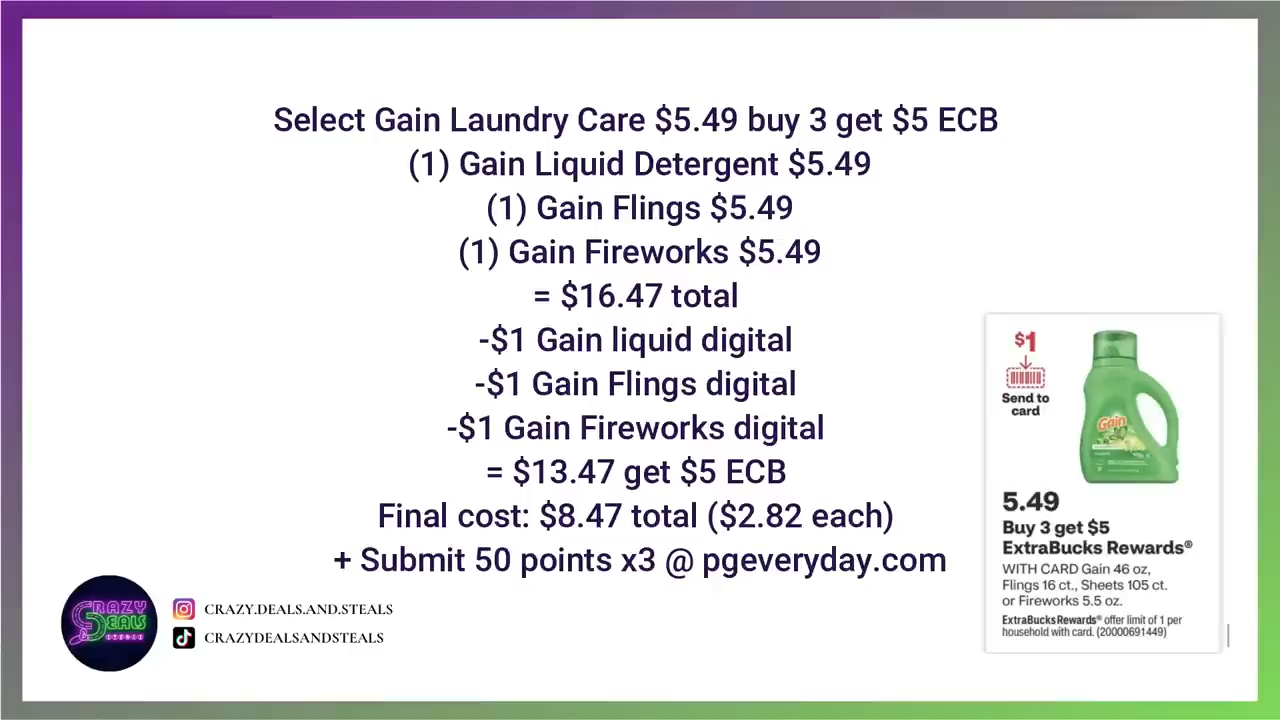 Select Gain Laundry Care $5.49 buy 3 get $5 ECB
(1) Gain Liquid Detergent $5.49
(1) Gain Flings $5.49
(1) Gain Fireworks $5.49
= $16.47 total
-$1 Gain liquid digital
-$1 Gain Flings digital
-$1 Gain Fireworks digital
= $13.47 get $5 ECB
Final cost: $8.47 total ($2.82 each)
+ Submit 50 points x3 @ pgeveryday.com
$1
Send to
card
Gain
5.49
Buy 3 get $5
ExtraBucks Rewards®
WITH CARD Gain 46 oz,
Flings 16 ct., Sheets 105 ct.
or Fireworks 5.5 oz.
ExtraBucks Rewards® offer limit of 1 per
household with card. (20000691449)
CRAZY
DEALS
& STEALS
CRAZY.DEALS.AND.STEALS
CRAZYDEALSANDSTEALS